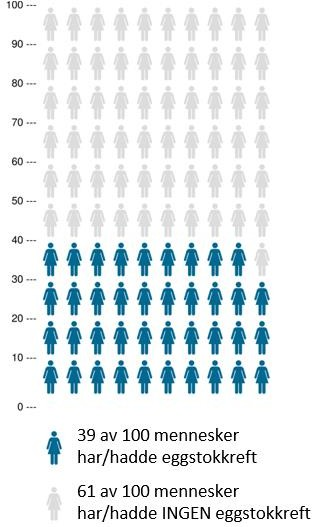 100 ---
90 ---
80 ---
70 ---
60 ---
50 ---
40 ---
30 ---
20 ---
10 ---
0 ---
39 av 100 mennesker
har/hadde eggstokkreft
61 av 100 mennesker
har/hadde INGEN eggstokkreft